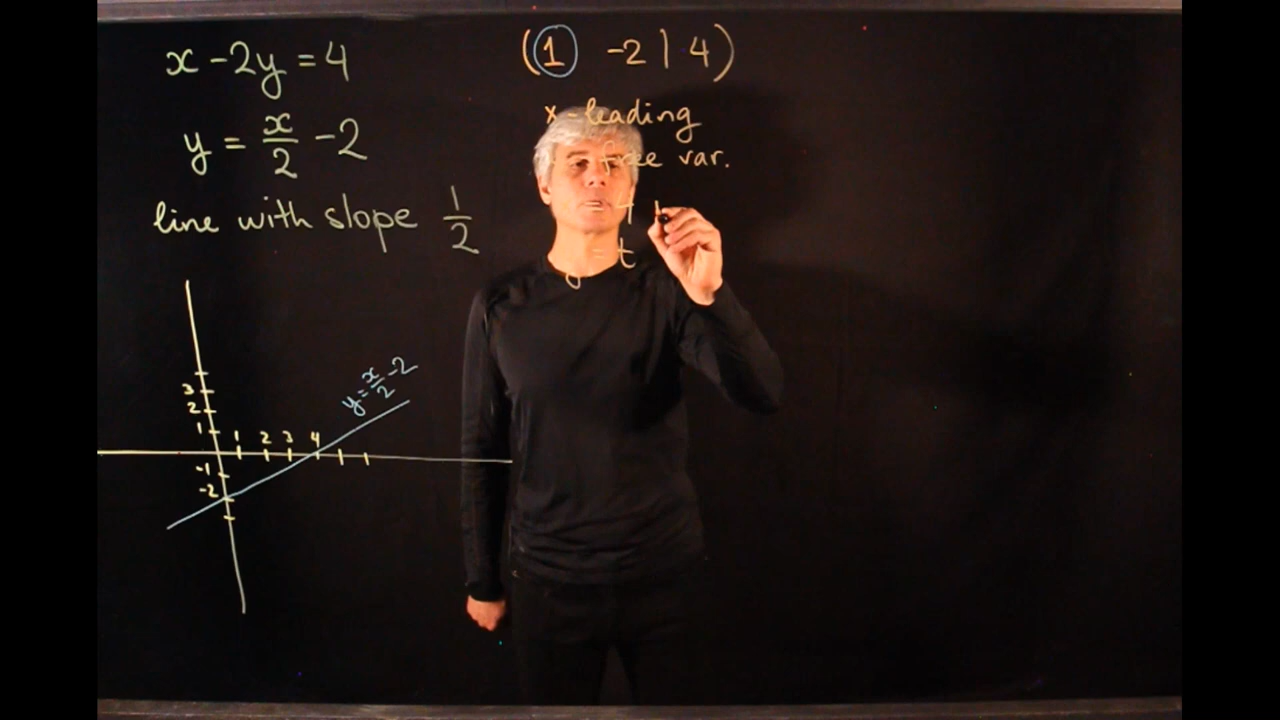 x - 2y = 4
y = x/2 - 2
line with slope 1/2
3
2
1
-1
-2
1 2 3 4
y = x/2 - 2
(1 -2 | 4)
x - leading
free var.
= t